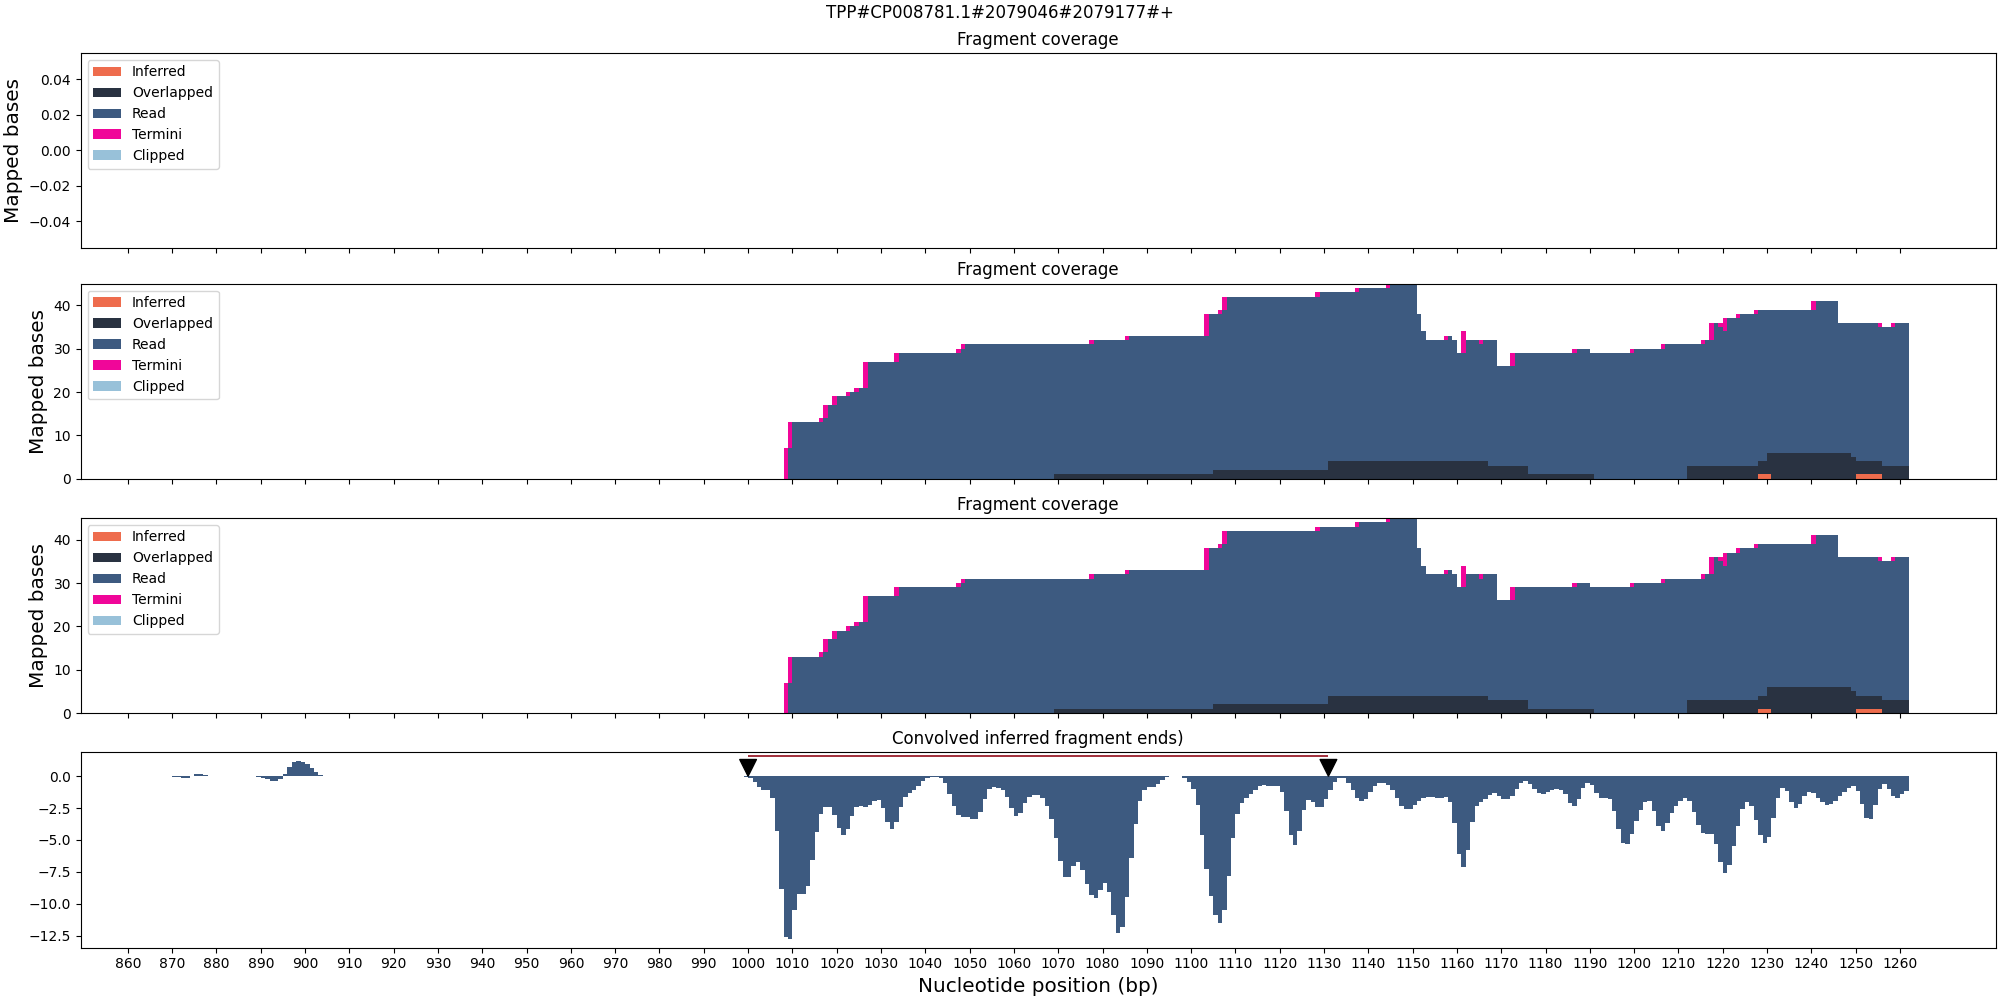 TPP#CP008781.1#2079046#2079177#+
Fragment coverage
Mapped bases
0.04
0.02
0.00
−0.02
−0.04
Inferred
Overlapped
Read
Termini
Clipped
Fragment coverage
Mapped bases
40
30
20
10
0
Inferred
Overlapped
Read
Termini
Clipped
Fragment coverage
Mapped bases
40
30
20
10
0
Inferred
Overlapped
Read
Termini
Clipped
Convolved inferred fragment ends)
0.0
−2.5
−5.0
−7.5
−10.0
−12.5
860 870 880 890 900 910 920 930 940 950 960 970 980 990 1000 1010 1020 1030 1040 1050 1060 1070 1080 1090 1100 1110 1120 1130 1140 1150 1160 1170 1180 1190 1200 1210 1220 1230 1240 1250 1260
Nucleotide position (bp)